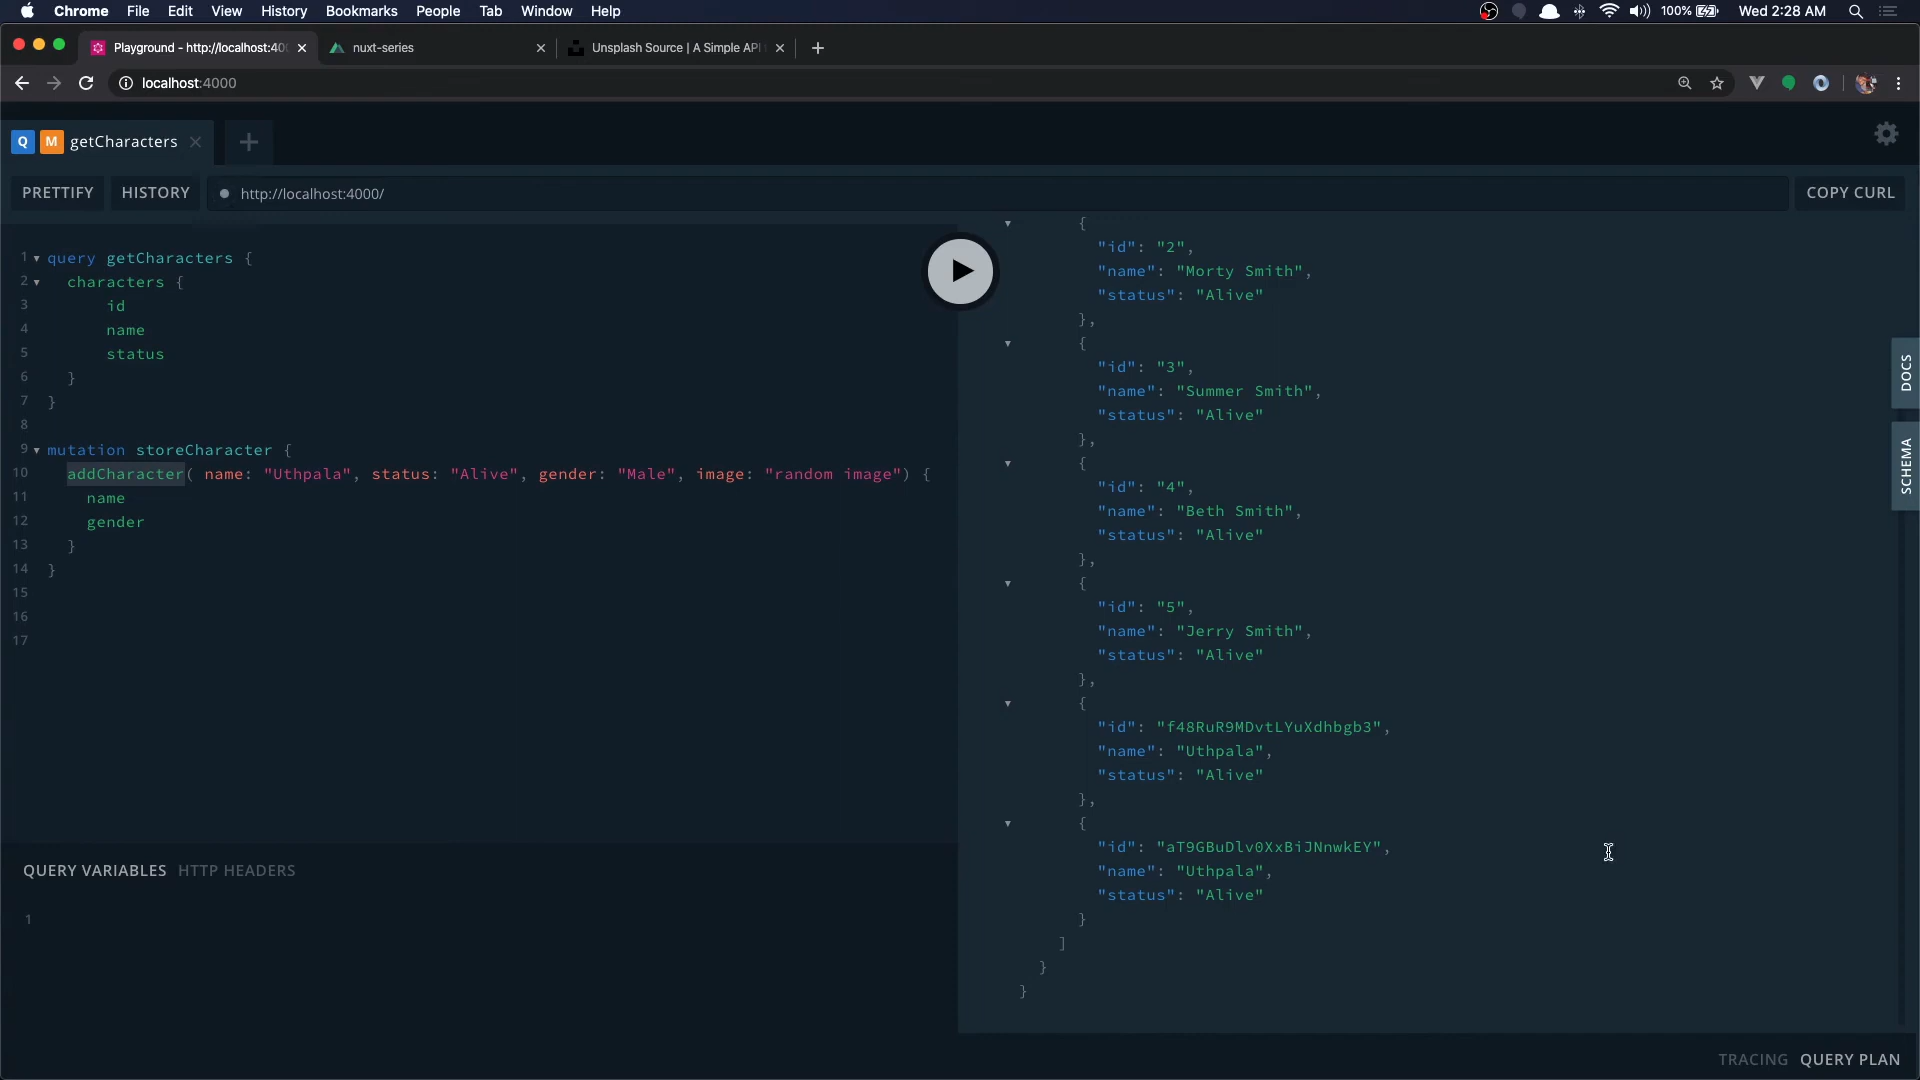 Chrome File Edit View History Bookmarks People Tab Window Help 100% Wed 2:28 AM
Playground - http://localhost:400 nuxt-series Unsplash Source | A Simple API
localhost:4000
Q M getCharacters
PRETTIFY HISTORY http://localhost:4000/ COPY CURL
1 query getCharacters {
2 characters {
3 id
4 name
5 status
6 }
7 }
8
9 mutation storeCharacter {
10 addCharacter( name: "Uthpala", status: "Alive", gender: "Male", image: "random image") {
11 name
12 gender
13 }
14 }
15
16
17
QUERY VARIABLES HTTP HEADERS
1
{
"id": "2",
"name": "Morty Smith",
"status": "Alive"
},
{
"id": "3",
"name": "Summer Smith",
"status": "Alive"
},
{
"id": "4",
"name": "Beth Smith",
"status": "Alive"
},
{
"id": "5",
"name": "Jerry Smith",
"status": "Alive"
},
{
"id": "f48RuR9MDvtLYuXdhbgb3",
"name": "Uthpala",
"status": "Alive"
},
{
"id": "aT9GBuDlv0XxBiJNnwkEY",
"name": "Uthpala",
"status": "Alive"
}
]
}
}
DOCS
SCHEMA
TRACING QUERY PLAN